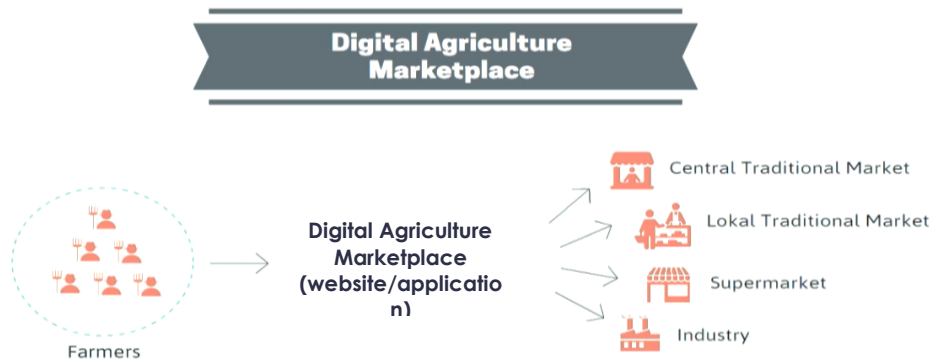 Digital Agriculture
Marketplace
Central Traditional Market
Lokal Traditional Market
Digital Agriculture
Marketplace
(website/applicatio
n)
Supermarket
Industry
Farmers